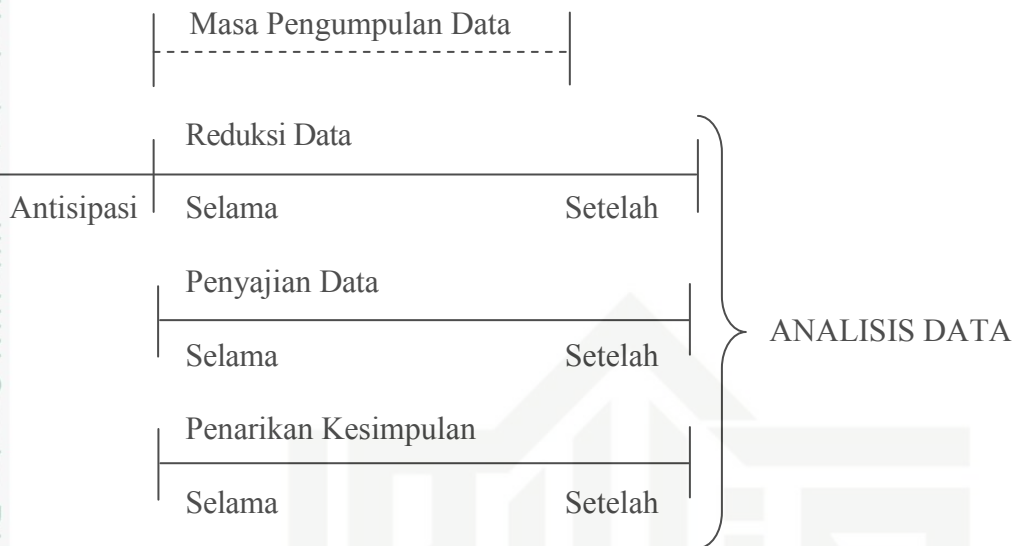 Masa Pengumpulan Data
Reduksi Data
Antisipasi Selama Setelah
Penyajian Data
ANALISIS DATA
Selama Setelah
Penarikan Kesimpulan
Selama Setelah